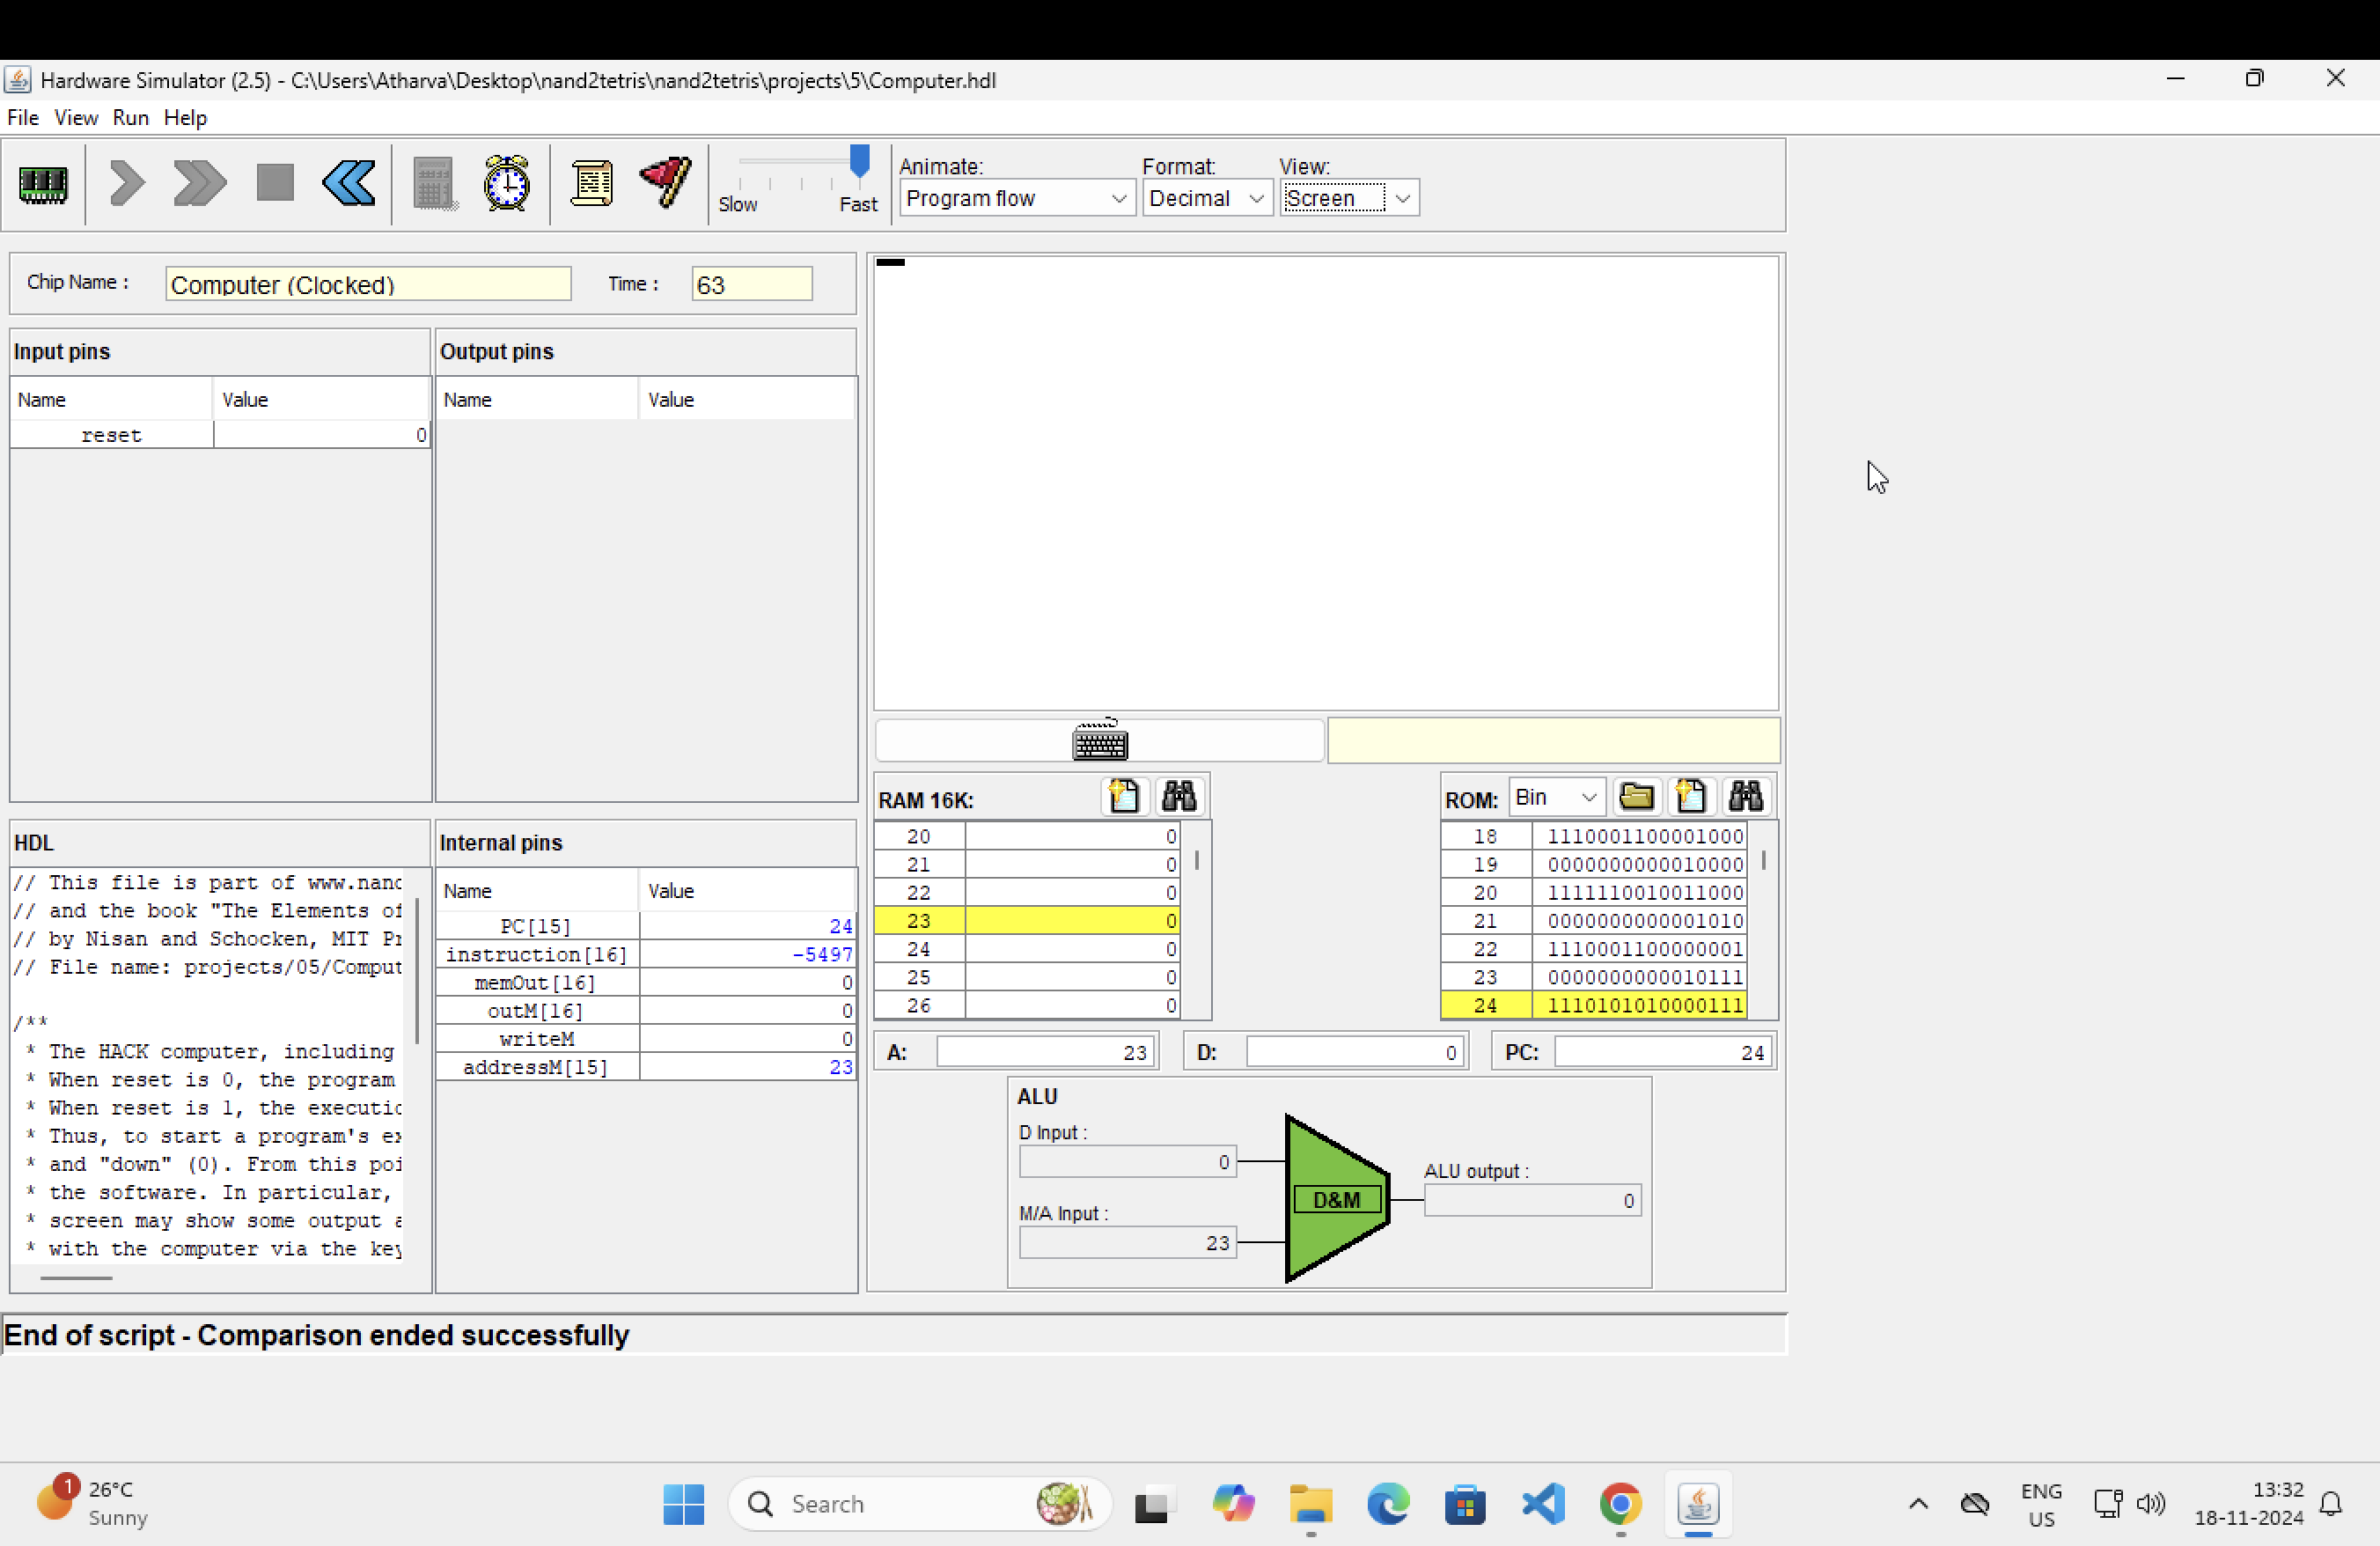 Hardware Simulator (2.5) - C:\Users\Atharva\Desktop\nand2tetris\nand2tetris\projects\5\Computer.hdl
File View Run Help
Slow Fast
Animate: Format: View:
Program flow Decimal Screen
Chip Name : Computer (Clocked) Time : 63
Input pins
Name Value
reset 0
Output pins
Name Value
HDL
// This file is part of www.nand
// and the book "The Elements of
// by Nisan and Schocken, MIT Pr
// File name: projects/05/Comput
/**
* The HACK computer, including
* When reset is 0, the program
* When reset is 1, the executio
* Thus, to start a program's ex
* and "down" (0). From this poi
* the software. In particular,
* screen may show some output a
* with the computer via the key
Internal pins
Name Value
PC[15] 24
instruction[16] -5497
memOut[16] 0
outM[16] 0
writeM 0
addressM[15] 23
RAM 16K:
20 0
21 0
22 0
23 0
24 0
25 0
26 0
ROM: Bin
18 1110001100001000
19 0000000000010000
20 1111110010011000
21 0000000000001010
22 1110001100000001
23 0000000000010111
24 1110101010000111
A: 23 D: 0 PC: 24
ALU
D Input :
0
M/A Input :
23
D&M
ALU output :
0
End of script - Comparison ended successfully
1
26°C
Sunny
Search
ENG
US
13:32
18-11-2024